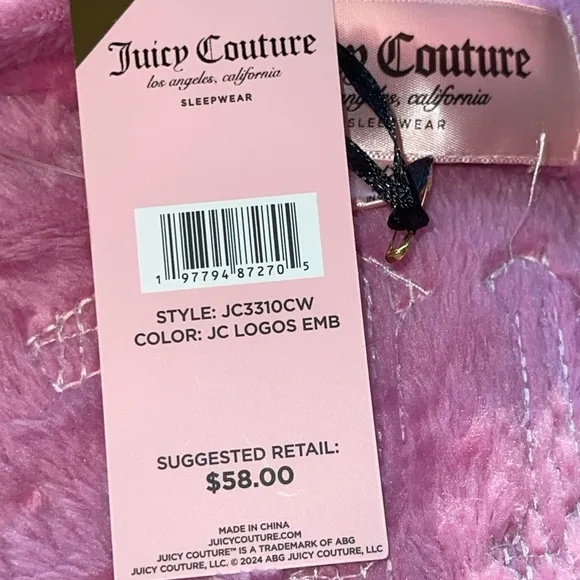 Juicy Couture
los angeles, california
SLEEPWEAR
1 97794 87270 5
STYLE: JC3310CW
COLOR: JC LOGOS EMB
SUGGESTED RETAIL:
$58.00
MADE IN CHINA
JUICYCOUTURE.COM
JUICY COUTURE™ IS A TRADEMARK OF ABG
JUICY COUTURE, LLC. © 2024 ABG JUICY COUTURE, LLC
y Couture
california
WEAR